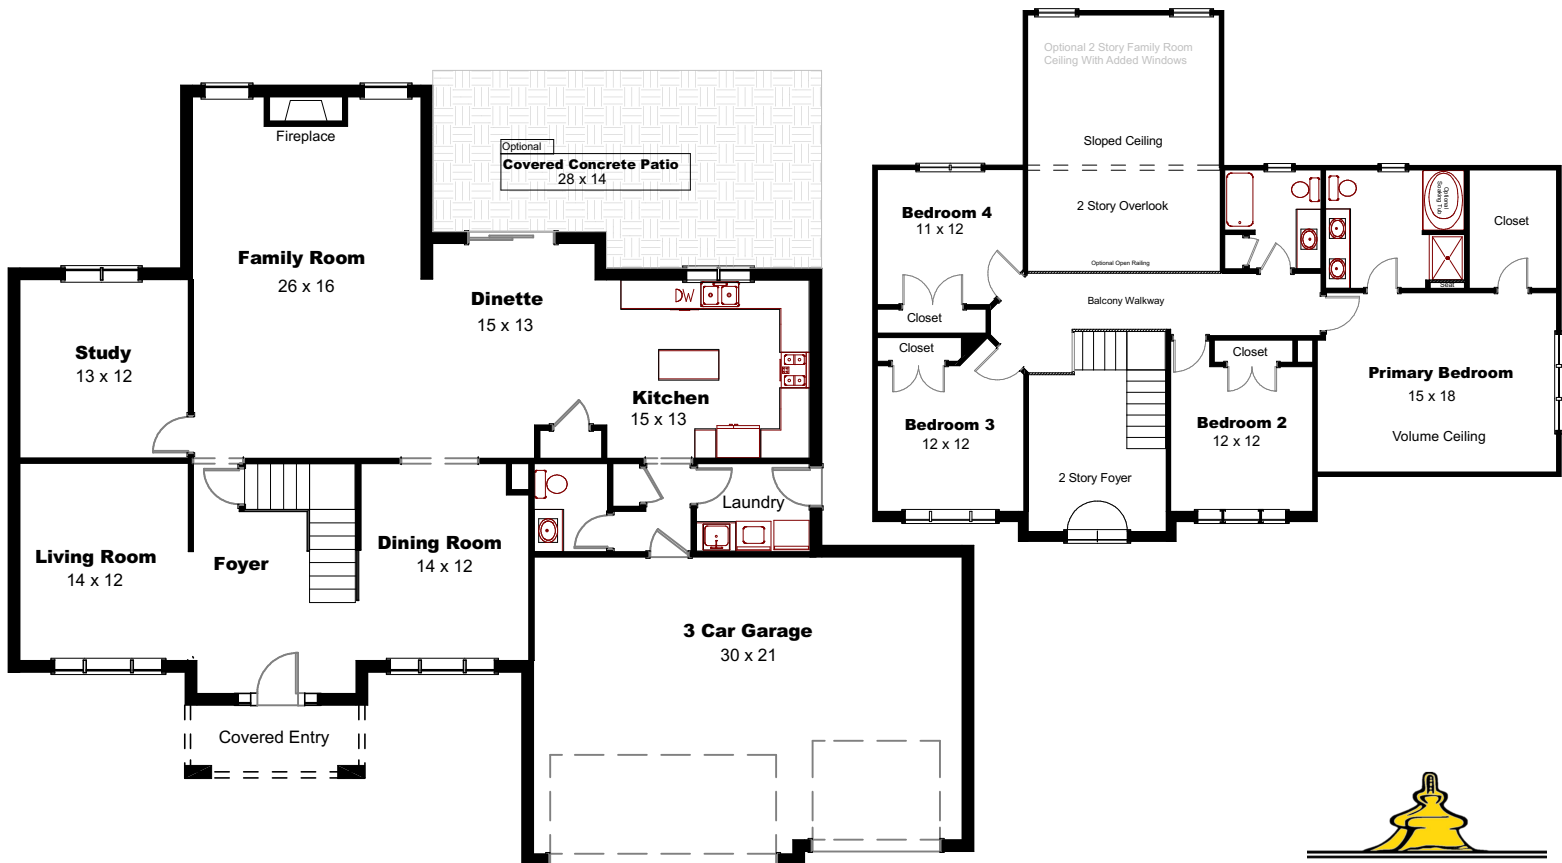 Fireplace
Optional
Covered Concrete Patio
28 x 14
Family Room
26 x 16
Dinette
15 x 13
DW
Study
13 x 12
Kitchen
15 x 13
Laundry
Living Room
14 x 12
Foyer
Dining Room
14 x 12
3 Car Garage
30 x 21
Covered Entry
Optional 2 Story Family Room
Ceiling With Added Windows
Sloped Ceiling
2 Story Overlook
Optional Open Railing
Balcony Walkway
Bedroom 4
11 x 12
Closet
Closet
Bedroom 3
12 x 12
2 Story Foyer
Closet
Bedroom 2
12 x 12
Optional
Soaking Tub
Seat
Closet
Primary Bedroom
15 x 18
Volume Ceiling